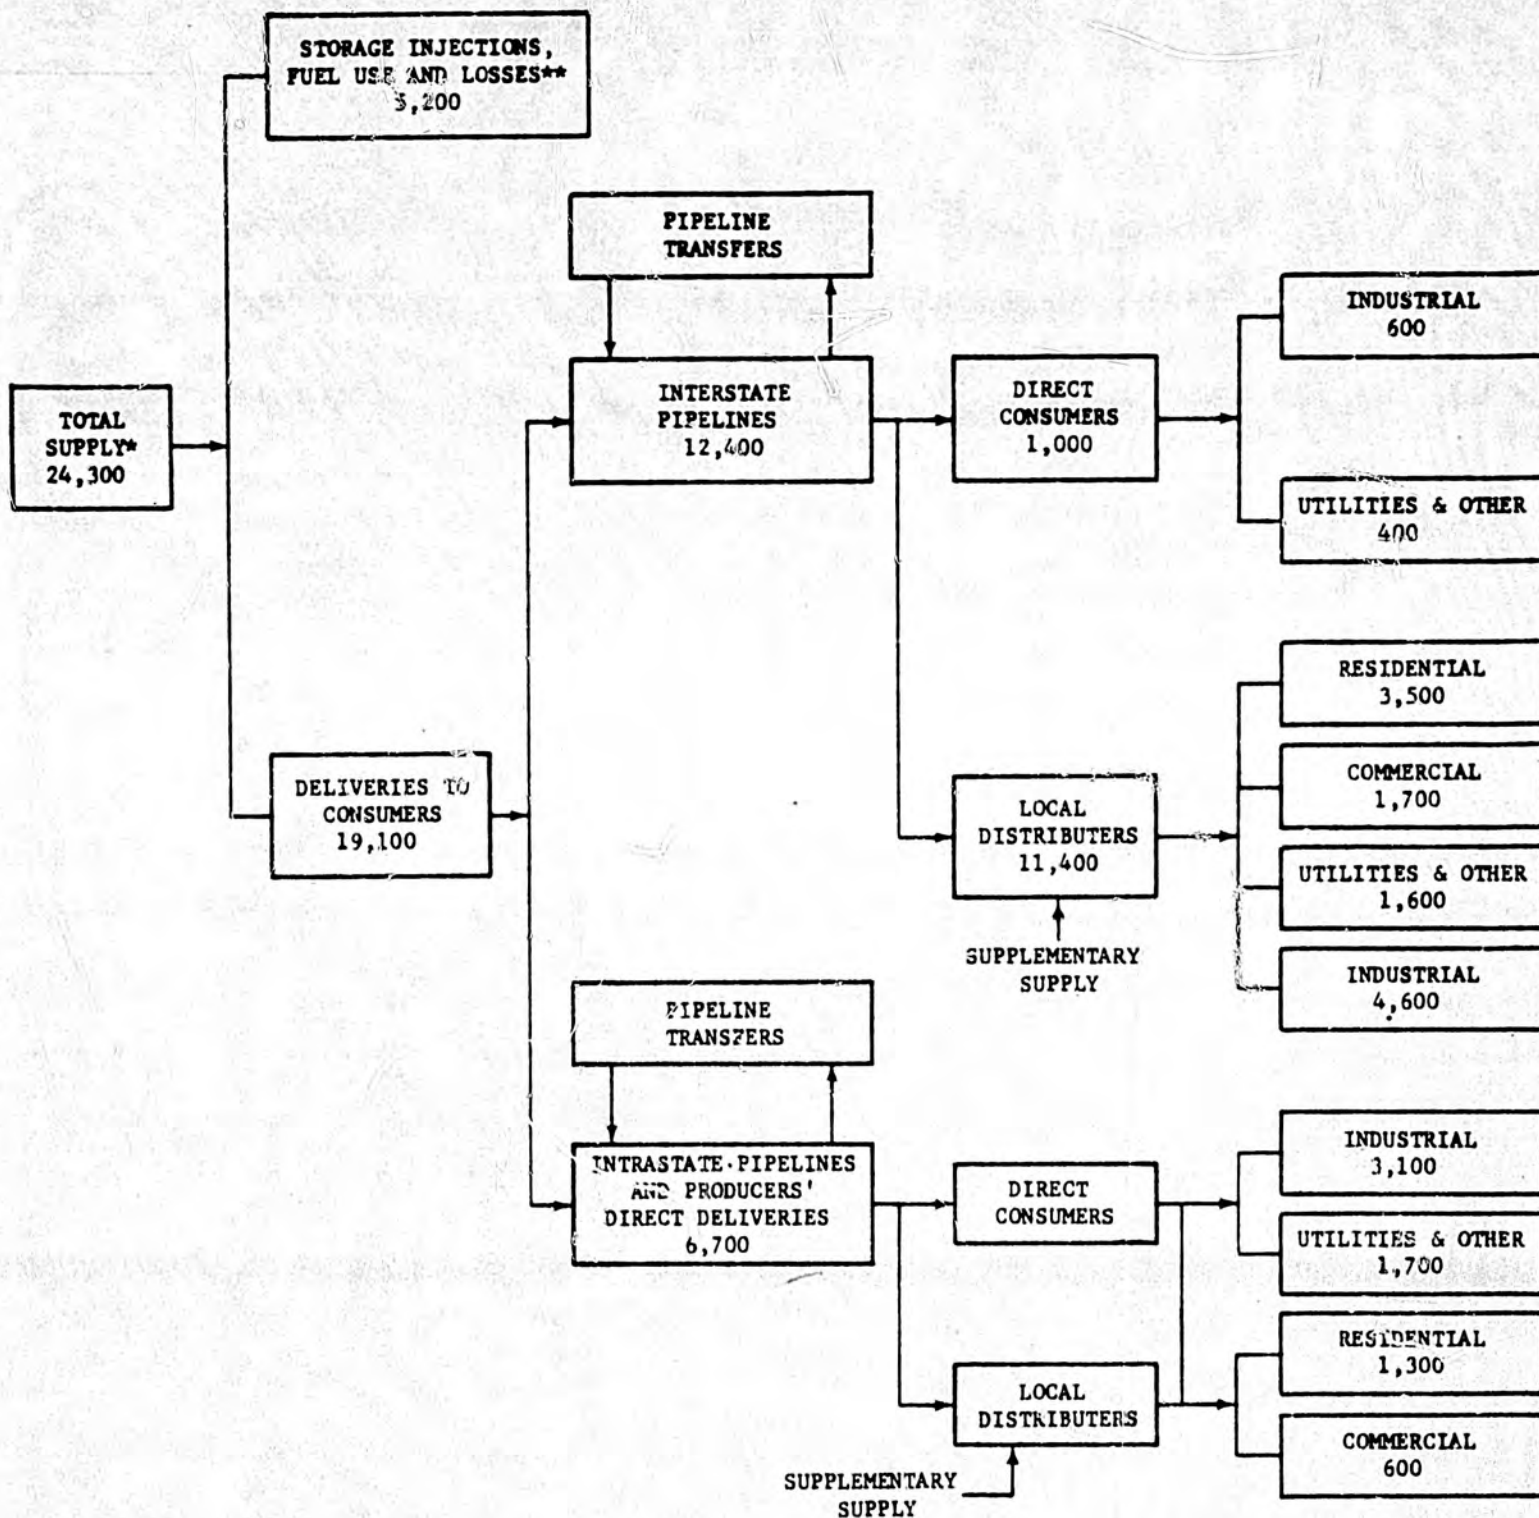 STORAGE INJECTIONS,
FUEL USE AND LOSSES**
5,200
PIPELINE
TRANSFERS
INDUSTRIAL
600
TOTAL
SUPPLY*
24,300
INTERSTATE
PIPELINES
12,400
DIRECT
CONSUMERS
1,000
UTILITIES & OTHER
400
RESIDENTIAL
3,500
DELIVERIES TO
CONSUMERS
19,100
LOCAL
DISTRIBUTERS
11,400
COMMERCIAL
1,700
UTILITIES & OTHER
1,600
SUPPLEMENTARY
SUPPLY
INDUSTRIAL
4,600
PIPELINE
TRANSFERS
INTRASTATE PIPELINES
AND PRODUCERS'
DIRECT DELIVERIES
6,700
DIRECT
CONSUMERS
INDUSTRIAL
3,100
UTILITIES & OTHER
1,700
RESIDENTIAL
1,300
LOCAL
DISTRIBUTERS
COMMERCIAL
600
SUPPLEMENTARY
SUPPLY